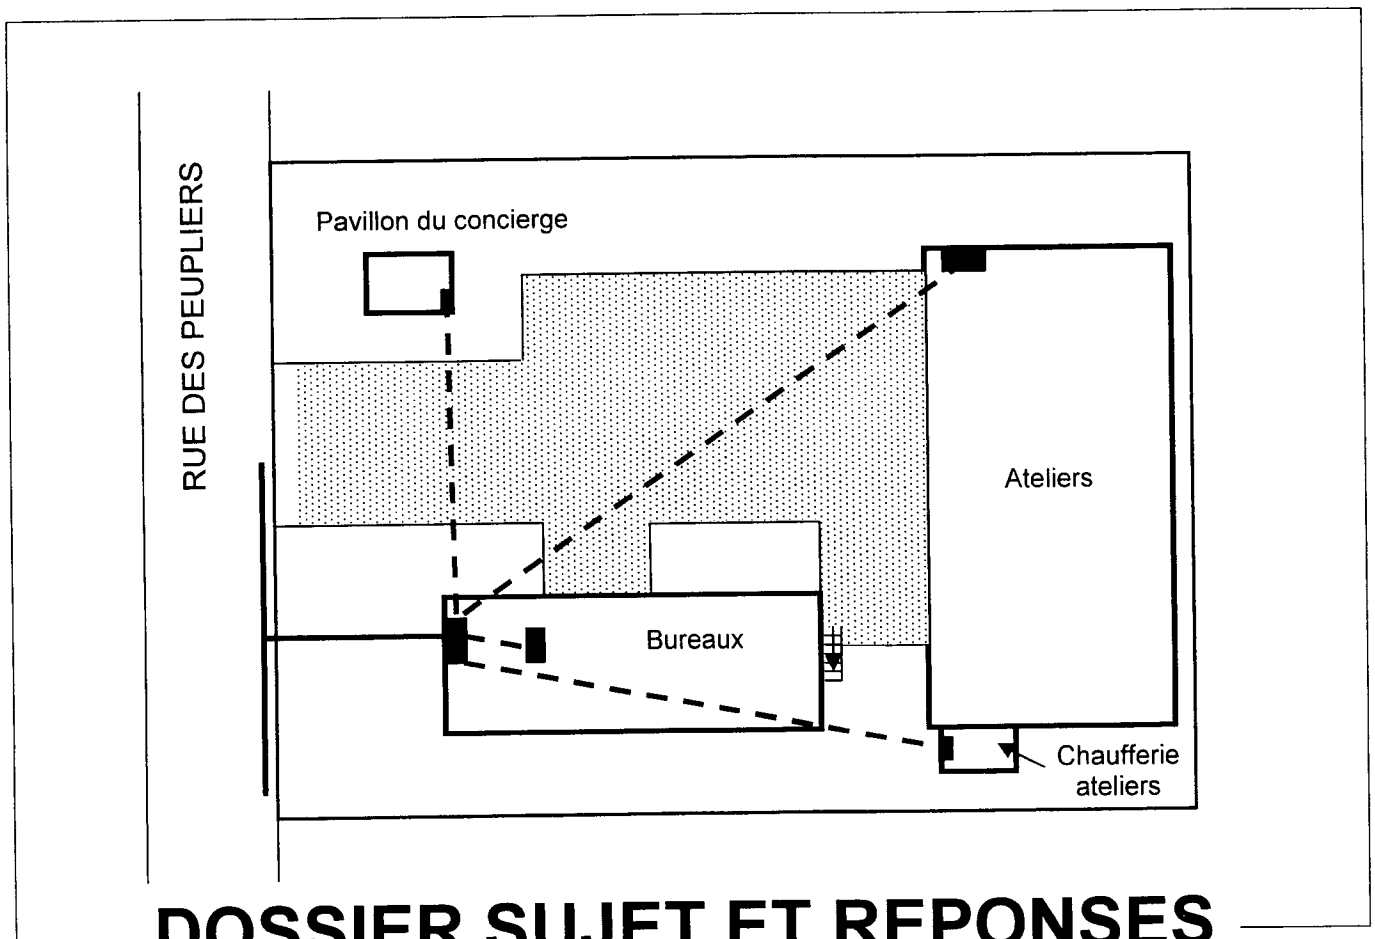 RUE DES PEUPLIERS
Pavillon du concierge
Ateliers
Bureaux
Chaufferie
ateliers
DOSSIER SUJET ET REPONSES